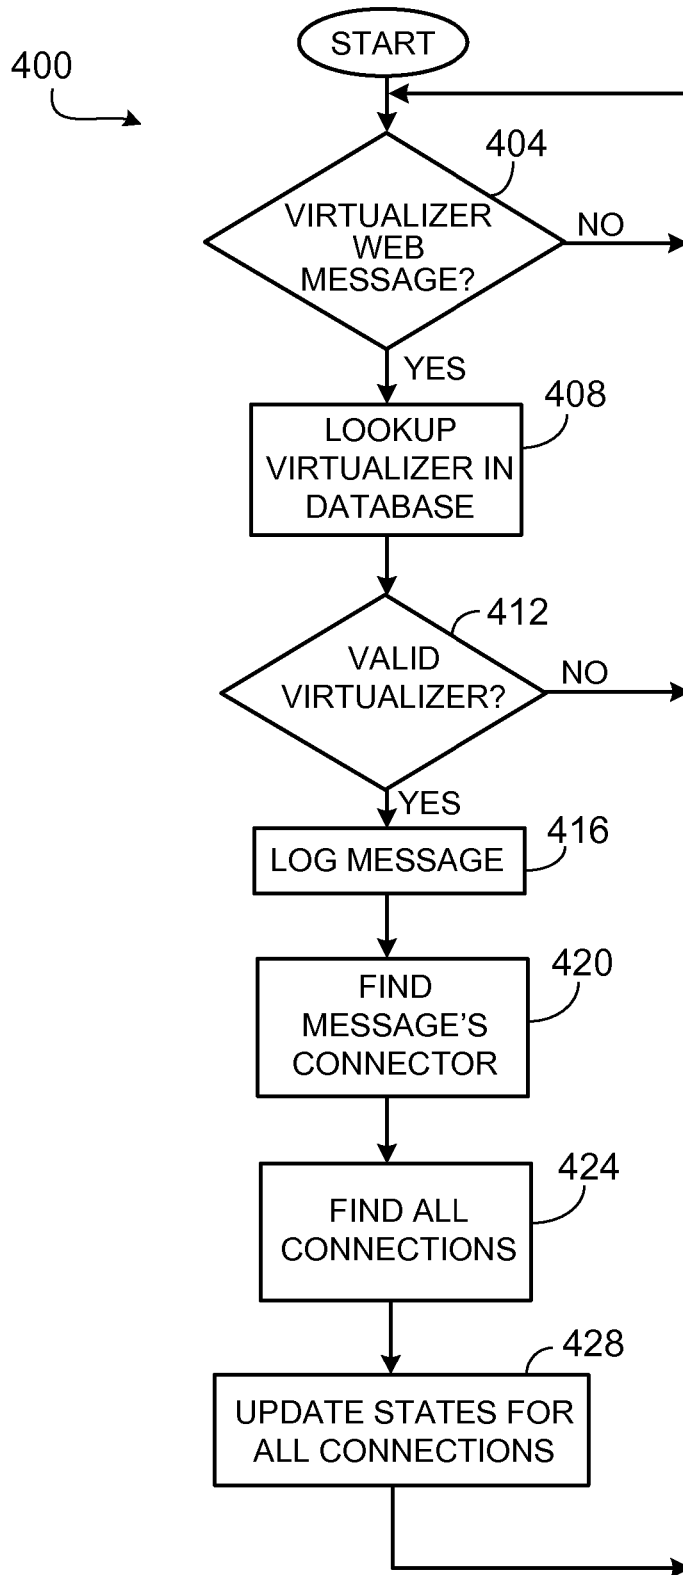 START
400
404
VIRTUALIZER
WEB
MESSAGE?
NO
YES
408
LOOKUP
VIRTUALIZER IN
DATABASE
412
VALID
VIRTUALIZER?
NO
YES
416
LOG MESSAGE
420
FIND
MESSAGE'S
CONNECTOR
424
FIND ALL
CONNECTIONS
428
UPDATE STATES FOR
ALL CONNECTIONS